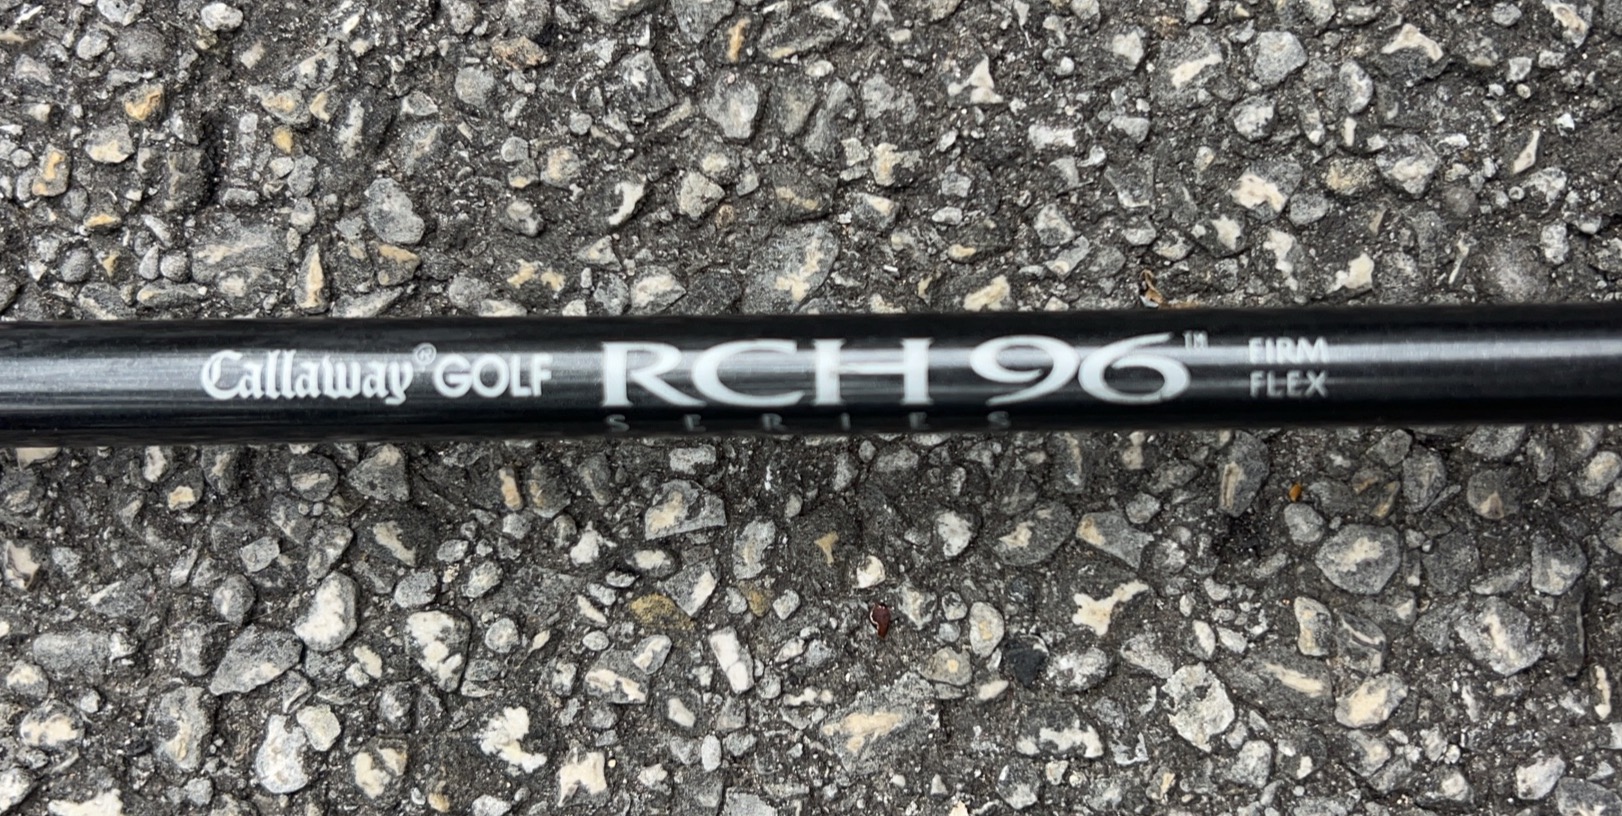 Callaway® GOLF RCH 96™ FIRM FLEX
SERIES